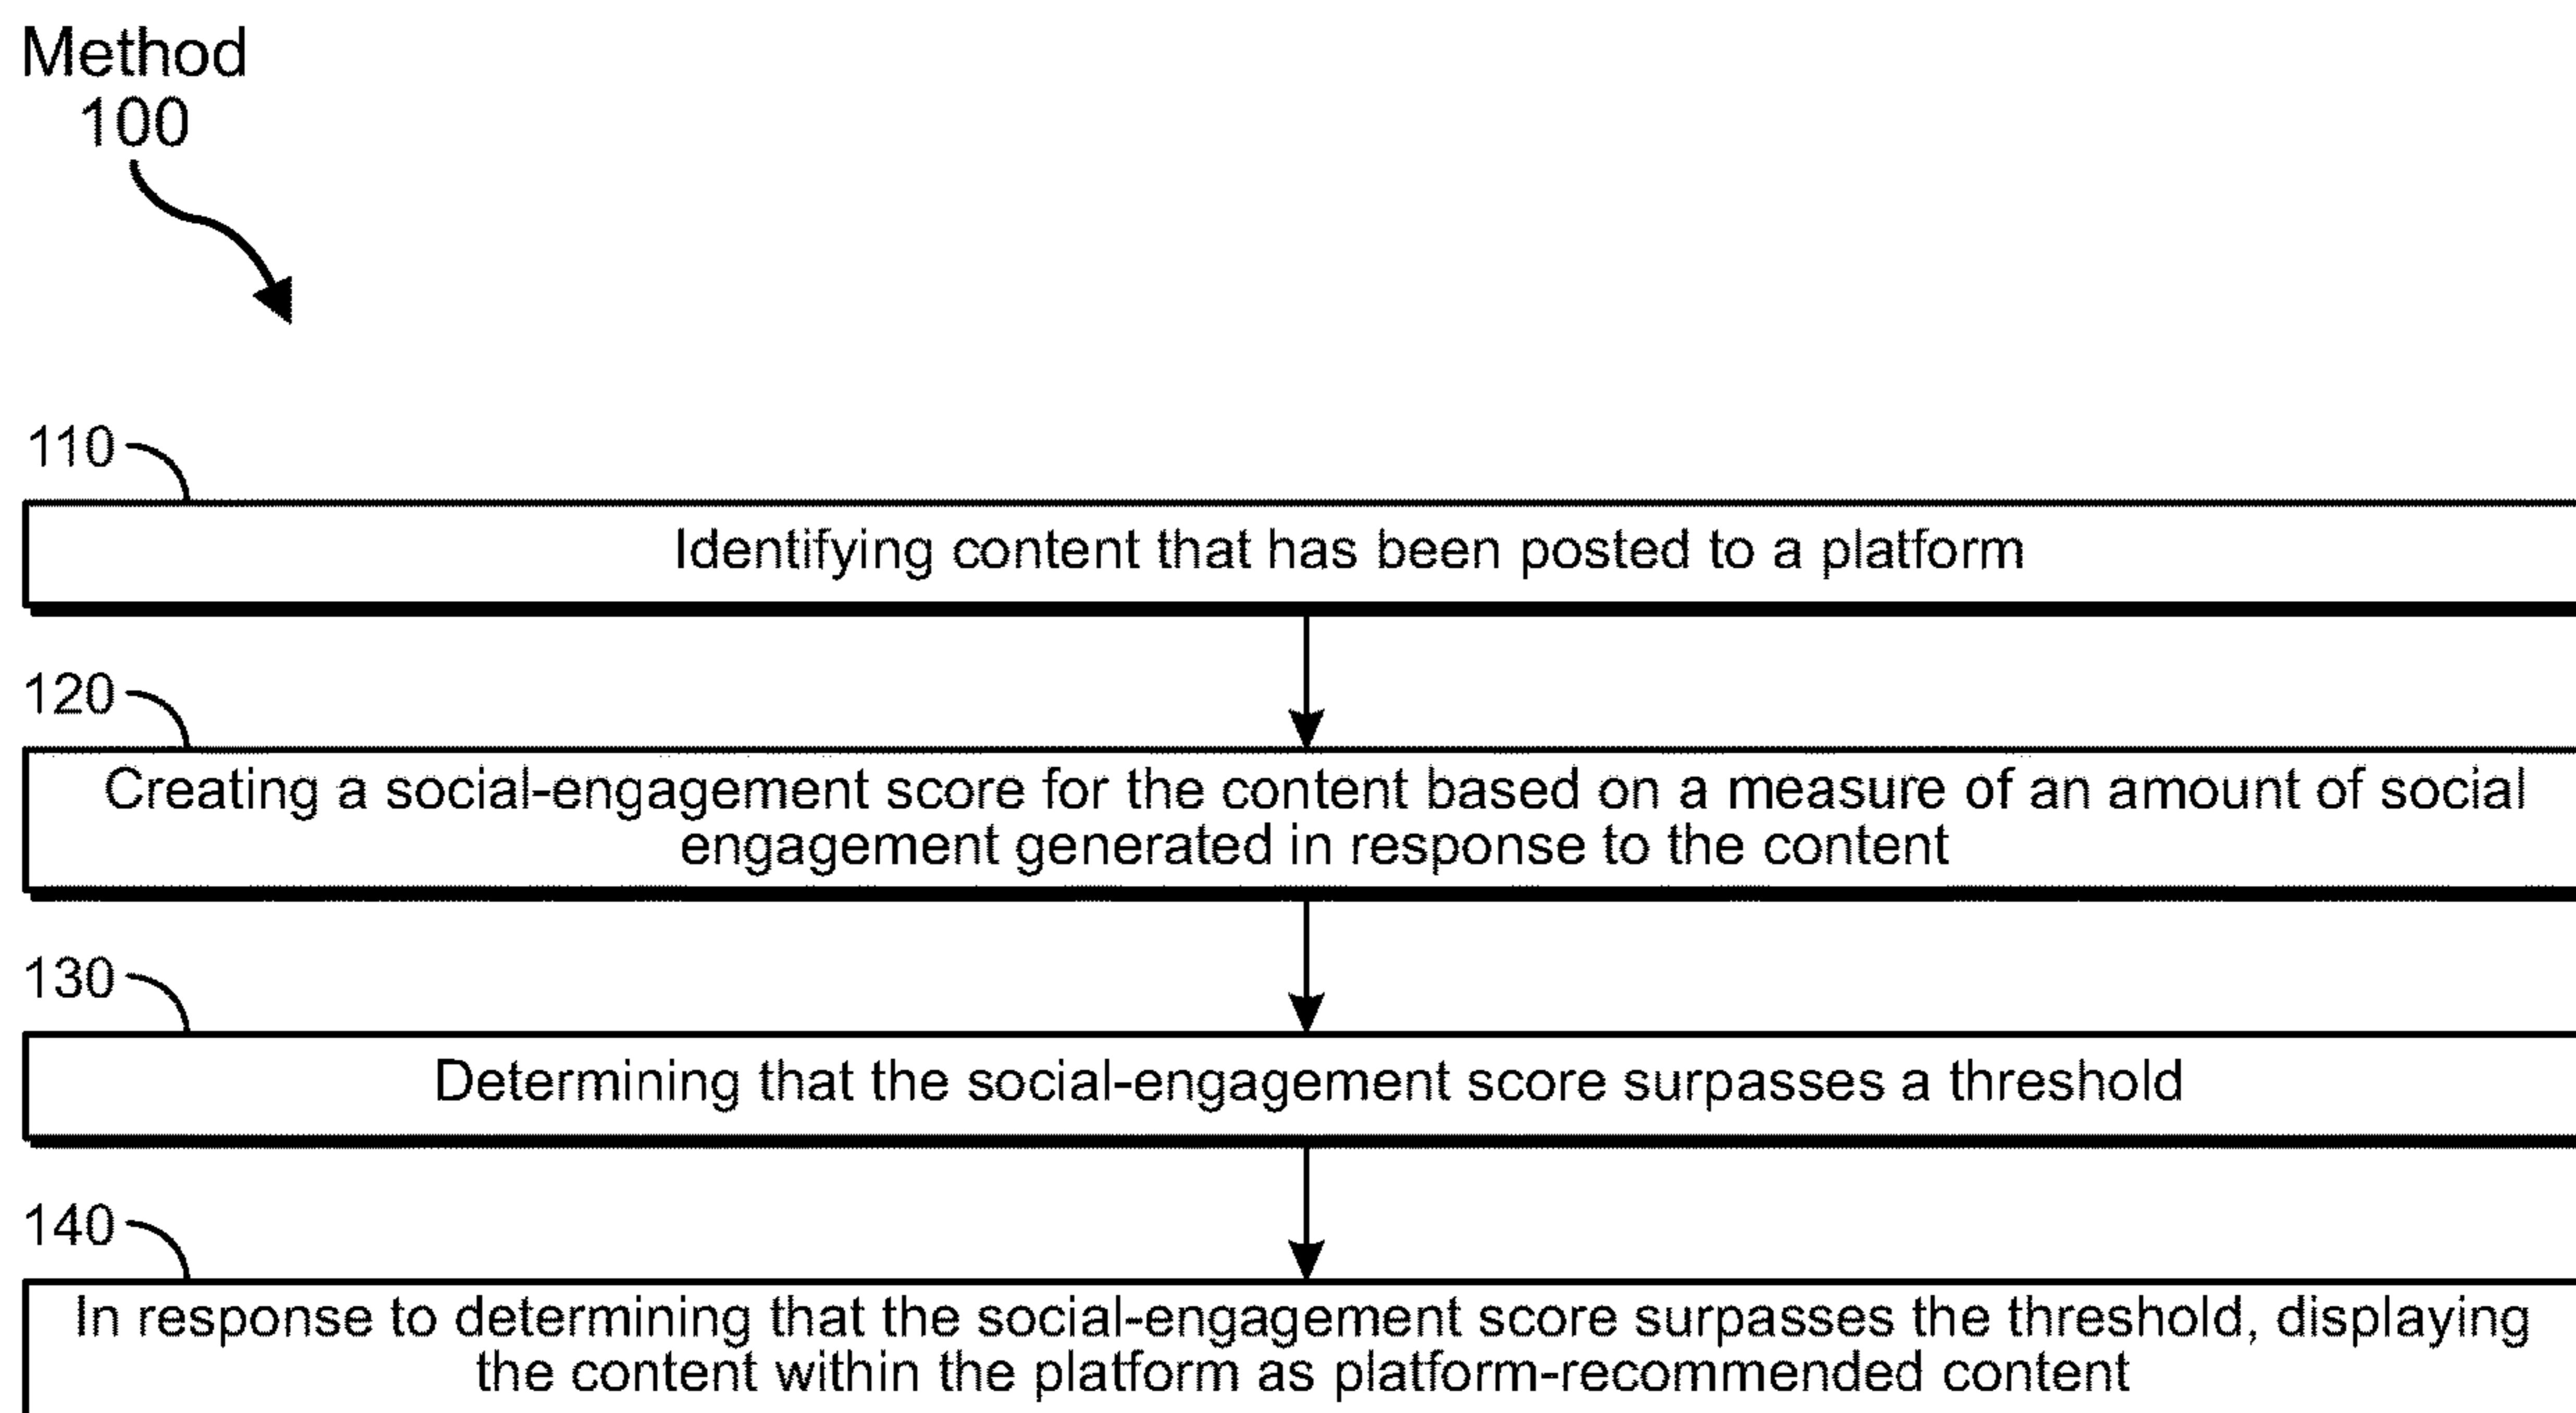 Method
100
110
Identifying content that has been posted to a platform
120
Creating a social-engagement score for the content based on a measure of an amount of social
engagement generated in response to the content
130
Determining that the social-engagement score surpasses a threshold
140
In response to determining that the social-engagement score surpasses the threshold, displaying
the content within the platform as platform-recommended content